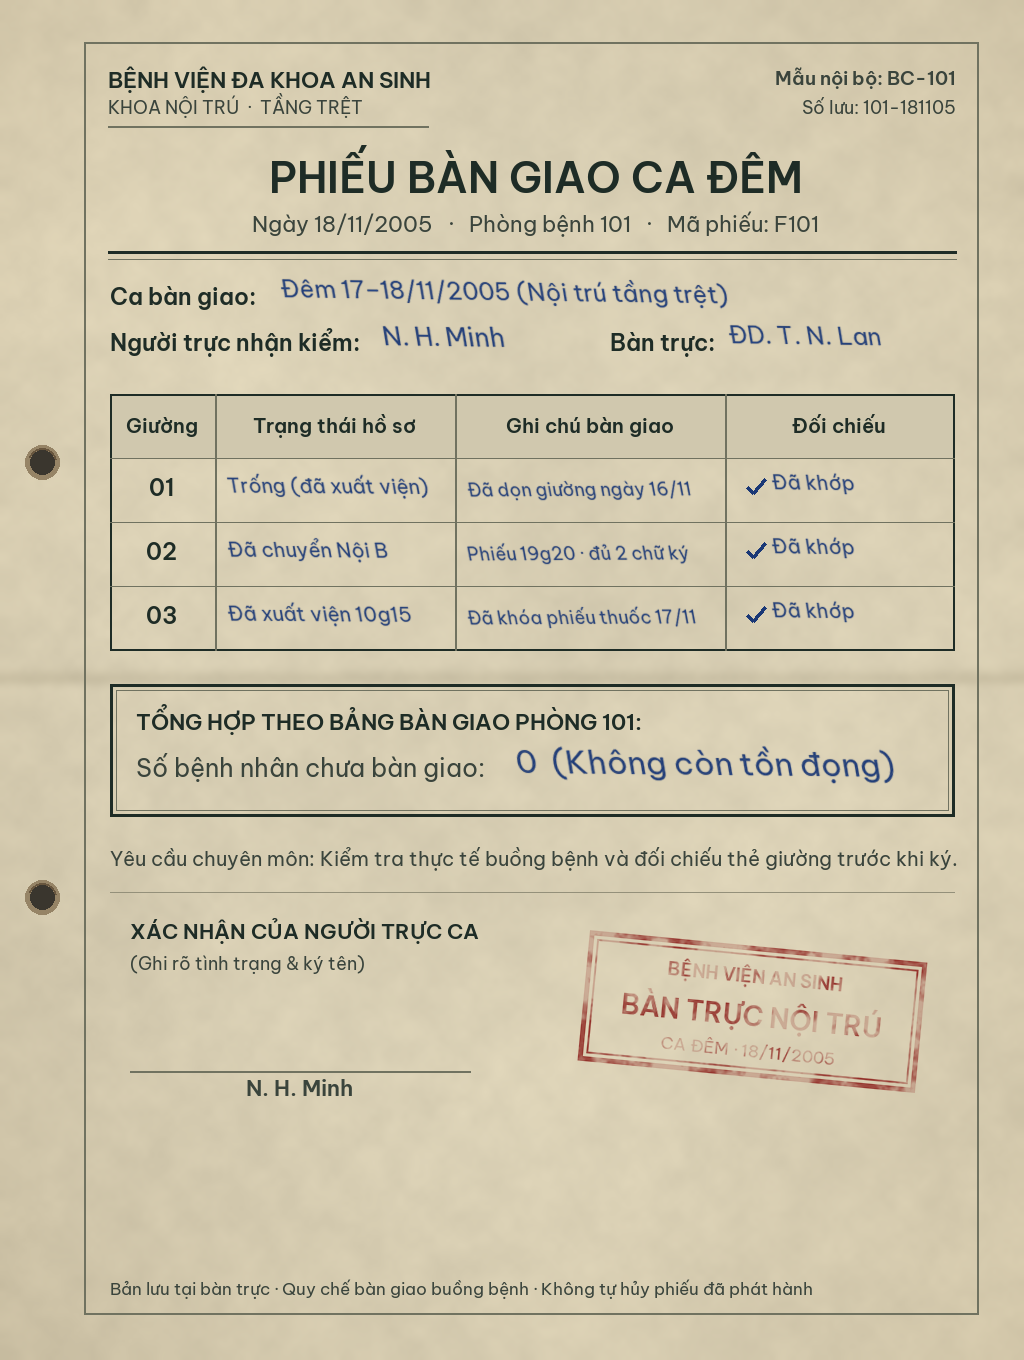 BỆNH VIỆN ĐA KHOA AN SINH
KHOA NỘI TRÚ · TẦNG TRỆT
Mẫu nội bộ: BC-101
Số lưu: 101-181105
PHIẾU BÀN GIAO CA ĐÊM
Ngày 18/11/2005 · Phòng bệnh 101 · Mã phiếu: F101
Ca bàn giao: Đêm 17-18/11/2005 (Nội trú tầng trệt)
Người trực nhận kiểm: N. H. Minh Bàn trực: ĐD. T. N. Lan
Giường Trạng thái hồ sơ Ghi chú bàn giao Đối chiếu
01 Trống (đã xuất viện) Đã dọn giường ngày 16/11 ✓ Đã khớp
02 Đã chuyển Nội B Phiếu 19g20 · đủ 2 chữ ký ✓ Đã khớp
03 Đã xuất viện 10g15 Đã khóa phiếu thuốc 17/11 ✓ Đã khớp
TỔNG HỢP THEO BẢNG BÀN GIAO PHÒNG 101:
Số bệnh nhân chưa bàn giao: 0 (Không còn tồn đọng)
Yêu cầu chuyên môn: Kiểm tra thực tế buồng bệnh và đối chiếu thẻ giường trước khi ký.
XÁC NHẬN CỦA NGƯỜI TRỰC CA
(Ghi rõ tình trạng & ký tên)
N. H. Minh
BỆNH VIỆN AN SINH
BÀN TRỰC NỘI TRÚ
CA ĐÊM · 18/11/2005
Bản lưu tại bàn trực · Quy chế bàn giao buồng bệnh · Không tự hủy phiếu đã phát hành